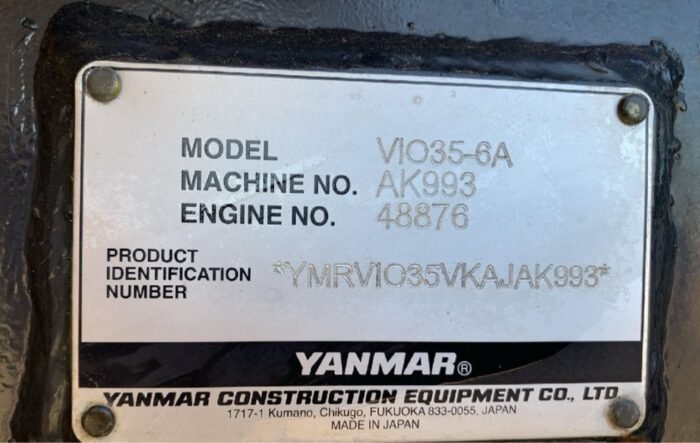 MODEL VIO35-6A
MACHINE NO. AK993
ENGINE NO. 48876
PRODUCT
IDENTIFICATION
NUMBER
*YMRVIO35VKAJAK993*
YANMAR®
YANMAR CONSTRUCTION EQUIPMENT CO., LTD
1717-1 Kumano, Chikugo, FUKUOKA 833-0055, JAPAN
MADE IN JAPAN